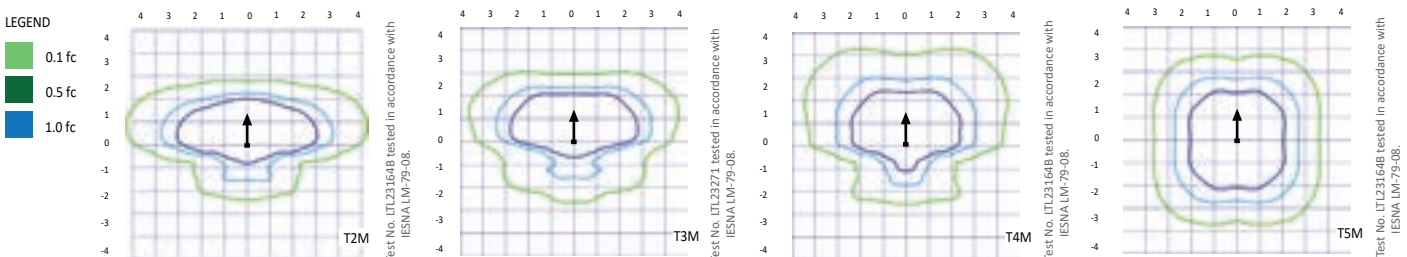 LEGEND
0.1 fc
0.5 fc
1.0 fc
4 3 2 1 0 1 2 3 4
4
3
2
1
0
-1
-2
-3
-4
T2M
Test No. LTL23164B tested in accordance with
IESNA LM-79-08.
4 3 2 1 0 1 2 3 4
4
3
2
1
0
-1
-2
-3
-4
T3M
Test No. LTL23271 tested in accordance with
IESNA LM-79-08.
4 3 2 1 0 1 2 3 4
4
3
2
1
0
-1
-2
-3
-4
T4M
Test No. LTL23164B tested in accordance with
IESNA LM-79-08.
4 3 2 1 0 1 2 3 4
4
3
2
1
0
-1
-2
-3
-4
T5M
Test No. LTL23164B tested in accordance with
IESNA LM-79-08.